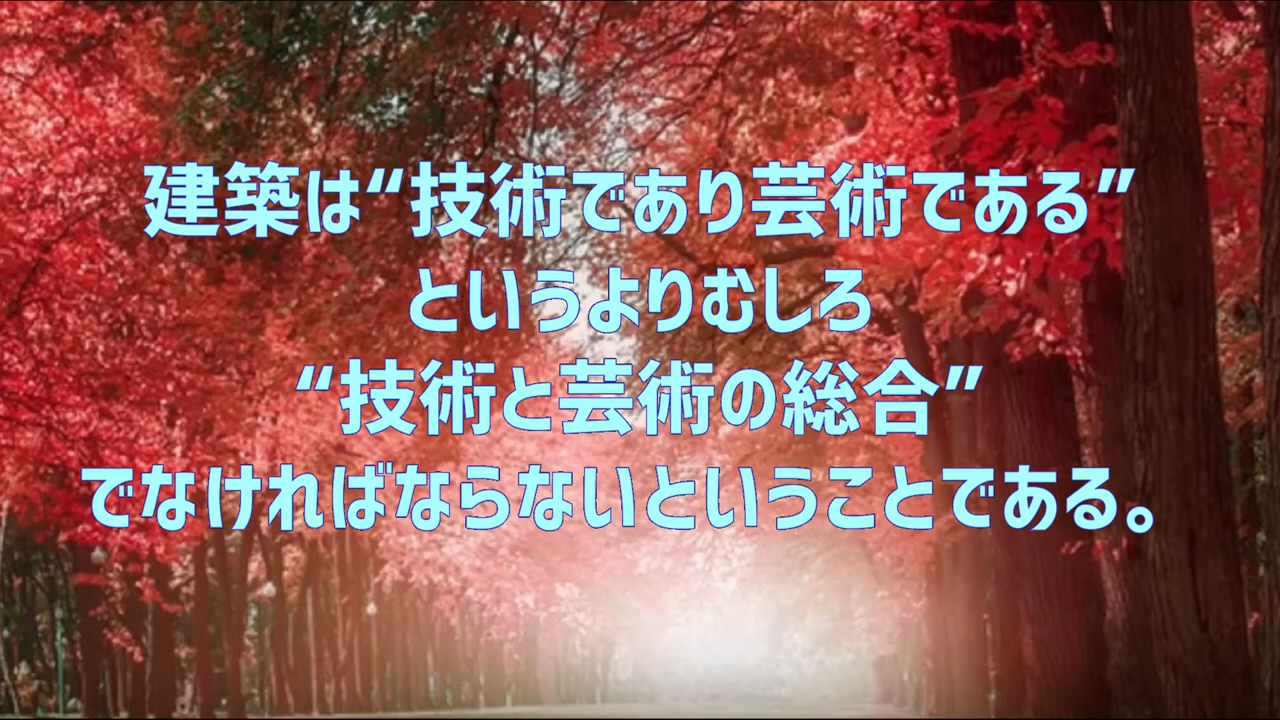 建築は“技術であり芸術である”
というよりむしろ
“技術と芸術の総合”
でなければならないということである。